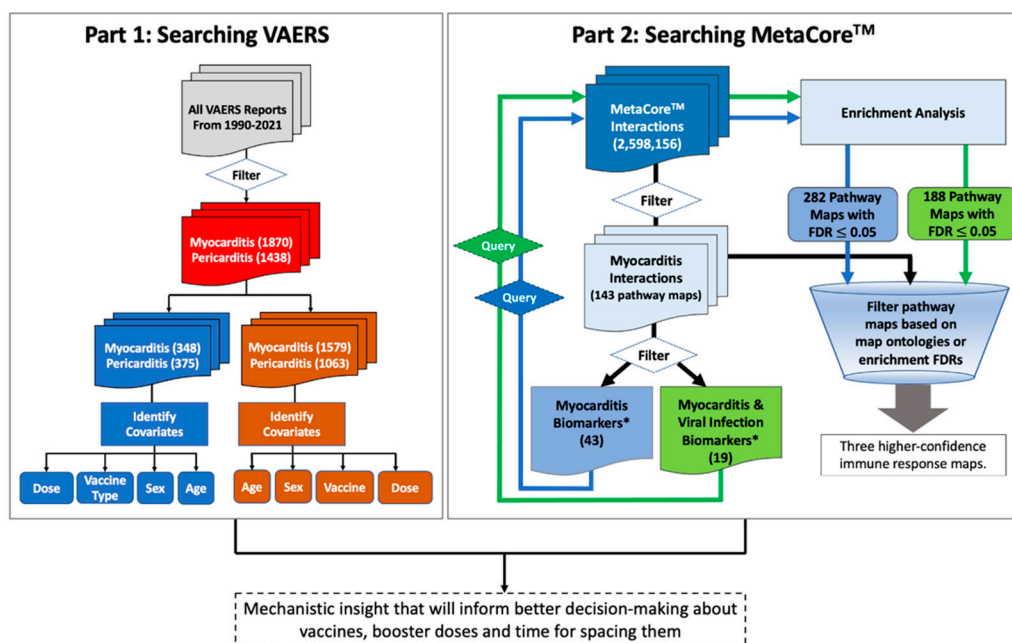 Part 1: Searching VAERS
All VAERS Reports
From 1990-2021
Filter
Myocarditis (1870)
Pericarditis (1438)
Myocarditis (348)
Pericarditis (375)
Myocarditis (1579)
Pericarditis (1063)
Identify
Covariates
Identify
Covariates
Dose
Vaccine
Type
Sex
Age
Age
Sex
Vaccine
Dose
Part 2: Searching MetaCore™
MetaCore™
Interactions
(2,598,156)
Enrichment Analysis
Filter
282 Pathway
Maps with
FDR ≤ 0.05
188 Pathway
Maps with
FDR ≤ 0.05
Query
Query
Myocarditis
Interactions
(143 pathway maps)
Filter pathway
maps based on
map ontologies or
enrichment FDRs
Filter
Myocarditis
Biomarkers*
(43)
Myocarditis &
Viral Infection
Biomarkers*
(19)
Three higher-confidence
immune response maps.
Mechanistic insight that will inform better decision-making about
vaccines, booster doses and time for spacing them